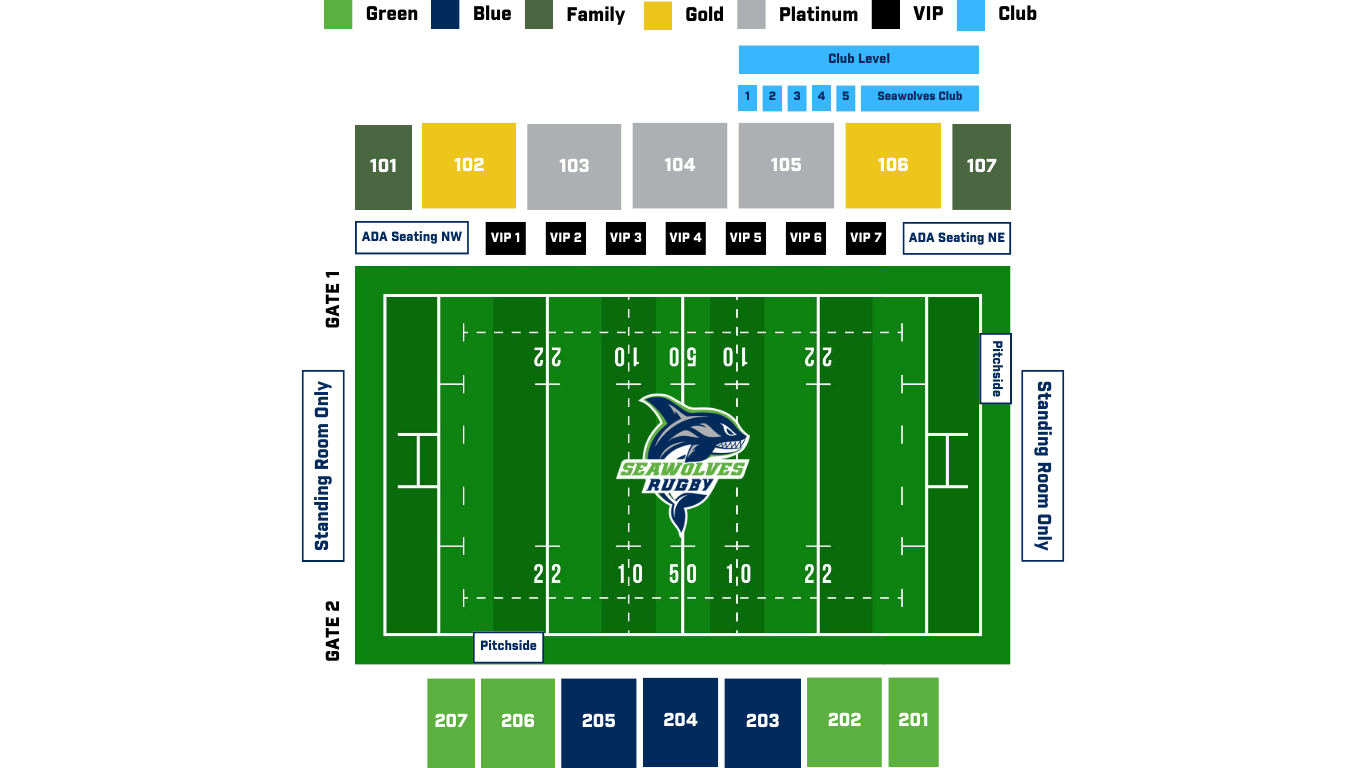 Green Blue Family Gold Platinum VIP Club
Club Level
1 2 3 4 5 Seawolves Club
101 102 103 104 105 106 107
ADA Seating NW VIP 1 VIP 2 VIP 3 VIP 4 VIP 5 VIP 6 VIP 7 ADA Seating NE
GATE 1
22 10 50 10 22
Pitchside
Standing Room Only
Standing Room Only
SEAWOLVES
RUGBY
22 10 50 10 22
GATE 2
Pitchside
207 206 205 204 203 202 201